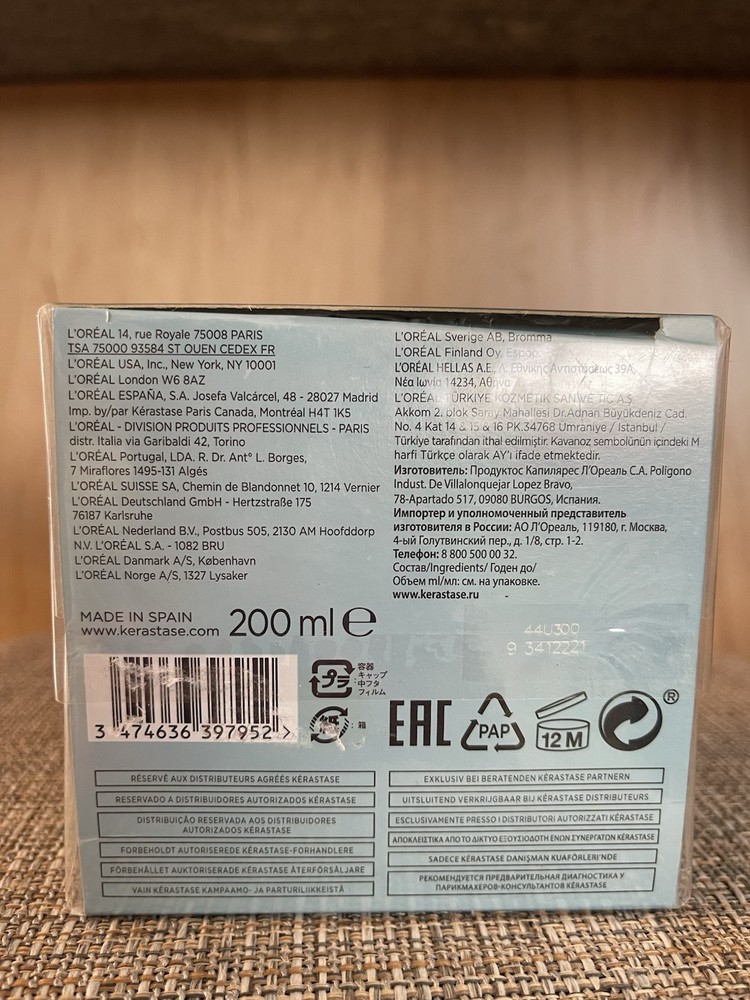 L'ORÉAL 14, rue Royale 75008 PARIS
TSA 75000 93584 ST OUEN CEDEX FR
L'ORÉAL USA, Inc., New York, NY 10001
L'ORÉAL London W6 8AZ
L'ORÉAL ESPAÑA, S.A. Josefa Valcárcel, 48 - 28027 Madrid
Imp. by/par Kérastase Paris Canada, Montréal H4T 1K5
L'ORÉAL - DIVISION PRODUITS PROFESSIONNELS - PARIS
distr. Italia via Garibaldi 42, Torino
L'ORÉAL Portugal, LDA. R. Dr. Antº L. Borges,
7 Miraflores 1495-131 Algés
L'ORÉAL SUISSE SA, Chemin de Blandonnet 10, 1214 Vernier
L'ORÉAL Deutschland GmbH - Hertzstraße 175
76187 Karlsruhe
L'ORÉAL Nederland B.V., Postbus 505, 2130 AM Hoofddorp
N.V. L'ORÉAL S.A. - 1082 BRU
L'ORÉAL Danmark A/S, København
L'ORÉAL Norge A/S, 1327 Lysaker
L'ORÉAL Sverige AB, Bromma
L'ORÉAL Finland Oy, Espoo
L'ORÉAL HELLAS A.E., Λ. Εθνικής Αντιστάσεως 39A,
Νέα Ιωνία 14234, Αθήνα
L'ORÉAL TÜRKIYE KOZMETIK
Akkom 2. blok Saray Mahallesi Dr.Adnan Büyükdeniz Cad.
No. 4 Kat 14 & 15 & 16 PK.34768 Ümraniye / Istanbul /
Türkiye tarafından ithal edilmiştir. Kavanoz sembolünün içindeki M
harfi Türkçe olarak AY'ı ifade etmektedir.
Изготовитель: Продуктос Капилярес Л'Ореаль С.А. Poligono
Indust. De Villalonquejar Lopez Bravo,
78-Apartado 517, 09080 BURGOS, Испания.
Импортер и уполномоченный представитель
изготовителя в России: АО Л'Ореаль, 119180, г. Москва,
4-ый Голутвинский пер., д. 1/8, стр. 1-2.
Телефон: 8 800 500 00 32.
Состав/Ingredients/ Годен до/
Объем ml/мл: см. на упаковке.
www.kerastase.ru
MADE IN SPAIN
www.kerastase.com
200 ml e
44U300
9 3412221
3 474636 397952 >
プラ
容器
キャップ
中フタ
フィルム
紙 : 箱
EAC
PAP
12 M
®
RÉSERVÉ AUX DISTRIBUTEURS AGRÉÉS KÉRASTASE
RESERVADO A DISTRIBUIDORES AUTORIZADOS KÉRASTASE
DISTRIBUIÇÃO RESERVADA AOS DISTRIBUIDORES
AUTORIZADOS KÉRASTASE
FORBEHOLDT AUTORISEREDE KÉRASTASE-FORHANDLERE
FÖRBEHÅLLET AUKTORISERADE KÉRASTASE ÅTERFÖRSÄLJARE
VAIN KÉRASTASE KAMPAAMO- JA PARTURILIIKKEISTÄ
EXKLUSIV BEI BERATENDEN KÉRASTASE PARTNERN
UITSLUITEND VERKRIJGBAAR BIJ KÉRASTASE DISTRIBUTEURS
ESCLUSIVAMENTE PRESSO I DISTRIBUTORI AUTORIZZATI KÉRASTASE
ΑΠΟΚΛΕΙΣΤΙΚΑ ΑΠΟ ΤΟ ΔΙΚΤΥΟ ΕΞΟΥΣΙΟΔΟΤΗΜΕΝΩΝ ΣΥΝΕΡΓΑΤΩΝ KÉRASTASE
SADECE KÉRASTASE DANIŞMAN KUAFÖRLERİ'NDE
РЕКОМЕНДУЕТСЯ ПРЕДВАРИТЕЛЬНАЯ ДИАГНОСТИКА У
ПАРИКМАХЕРОВ-КОНСУЛЬТАНТОВ KÉRASTASE